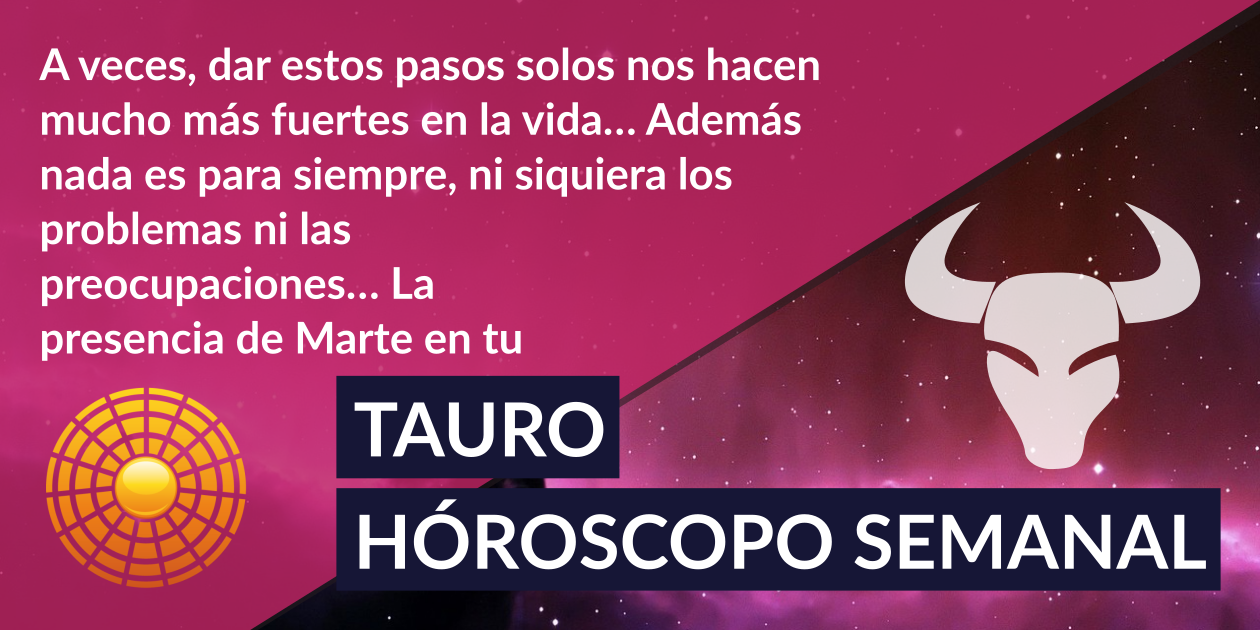 A veces, dar estos pasos solos nos hacen
mucho más fuertes en la vida... Además
nada es para siempre, ni siquiera los
problemas ni las
preocupaciones... La
presencia de Marte en tu
TAURO
HÓROSCOPO SEMANAL